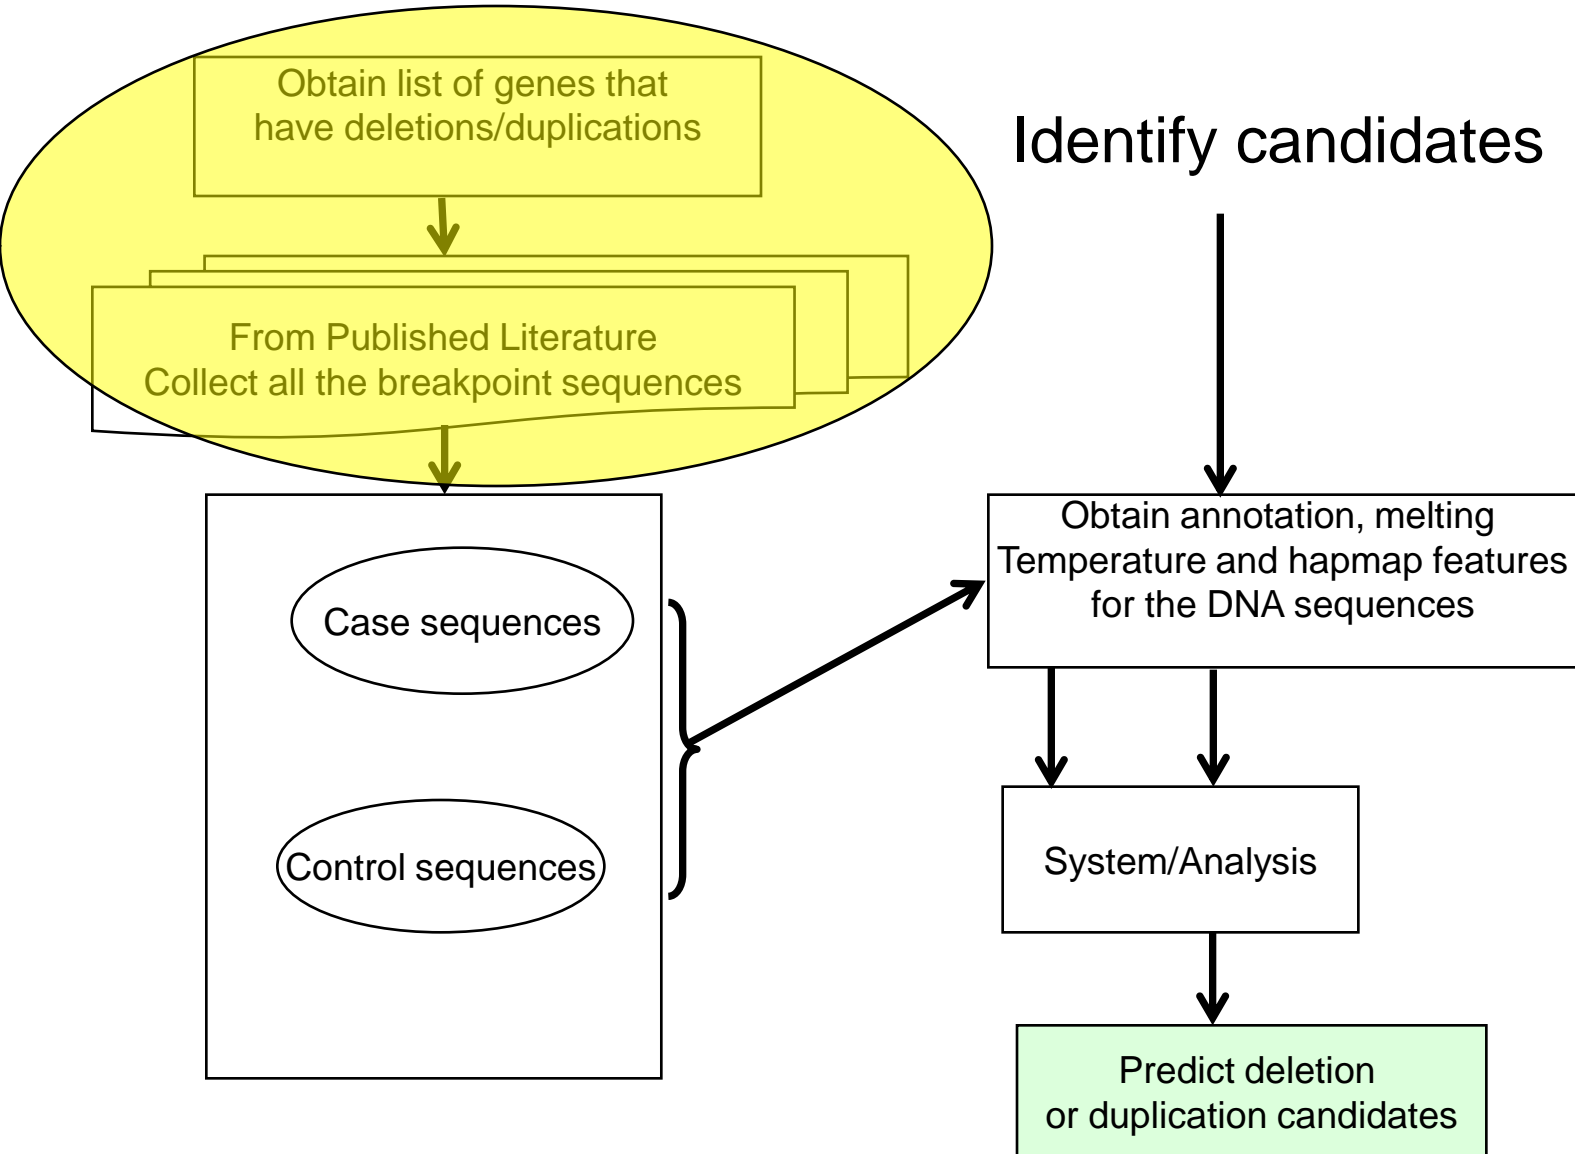 Obtain list of genes that
have deletions/duplications
Identify candidates
From Published Literature
Collect all the breakpoint sequences
Case sequences
Control sequences
Obtain annotation, melting
Temperature and hapmap features
for the DNA sequences
System/Analysis
Predict deletion
or duplication candidates